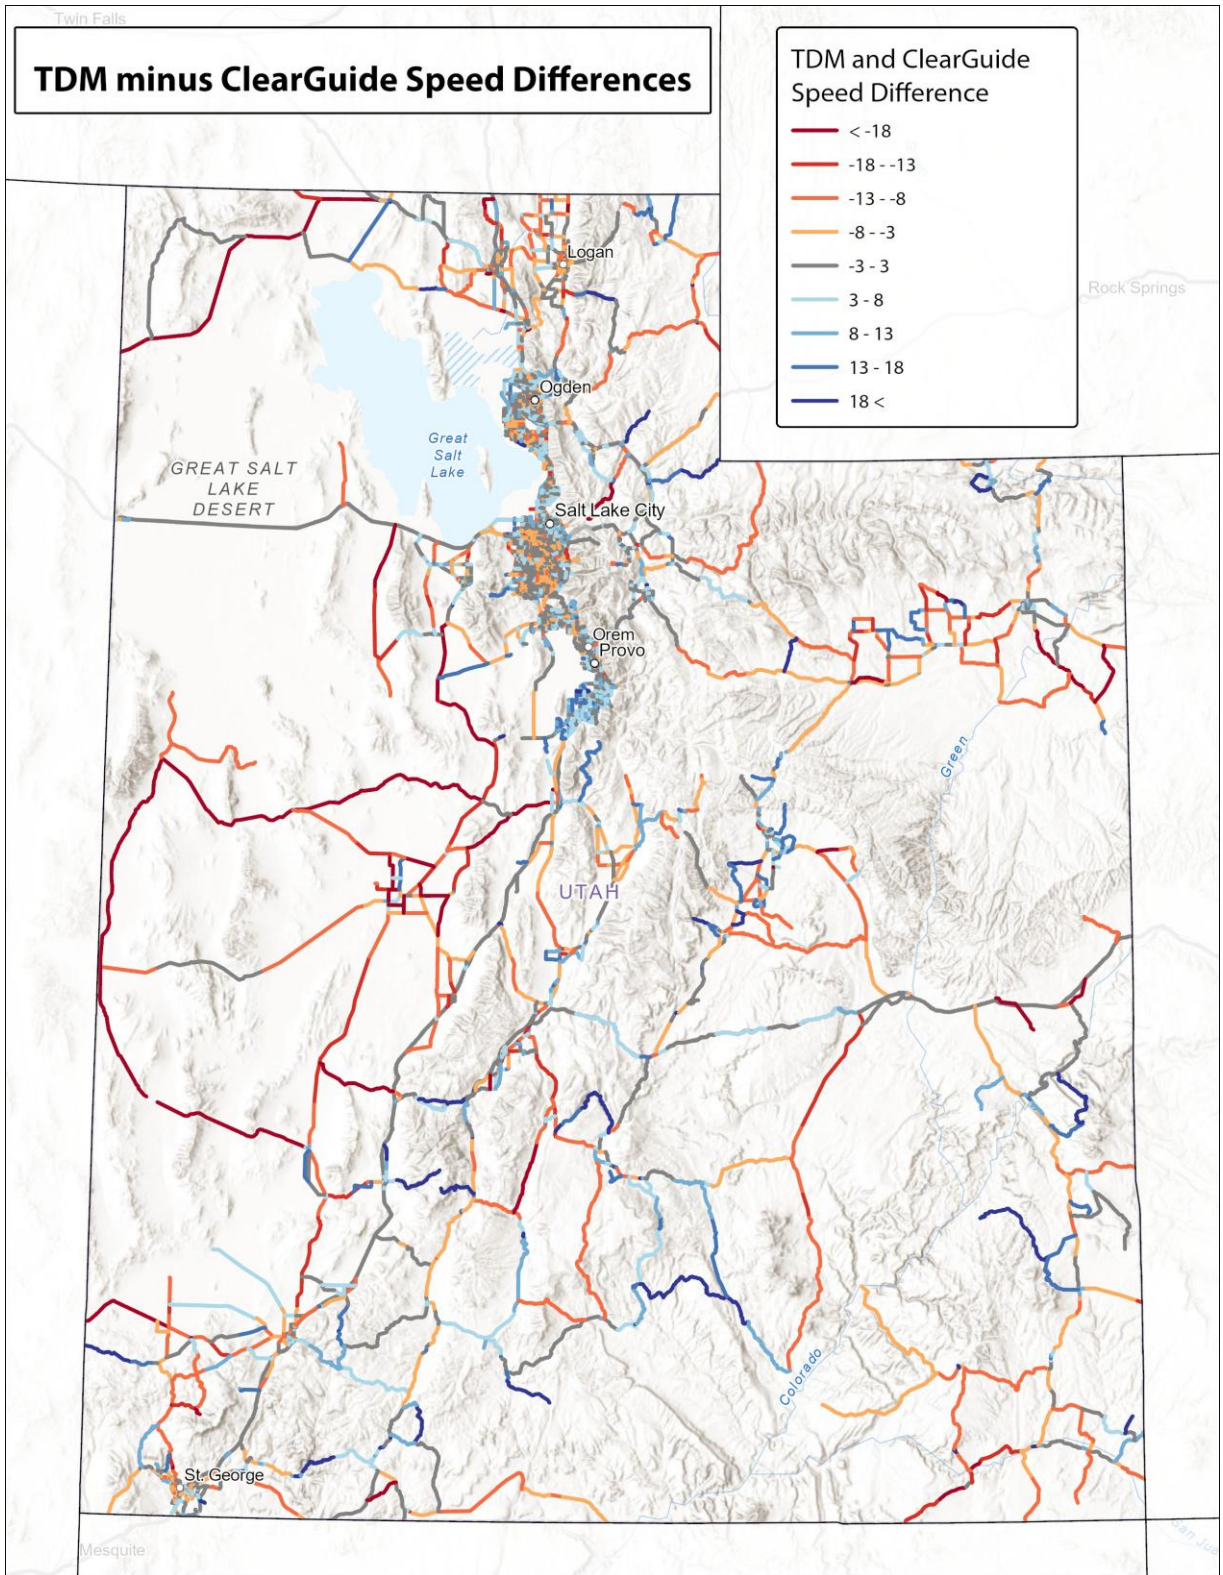 Twin Falls
TDM minus ClearGuide Speed Differences
TDM and ClearGuide
Speed Difference
< -18
-18 - -13
-13 - -8
-8 - -3
-3 - 3
3 - 8
8 - 13
13 - 18
18 <
Logan
Rock Springs
Ogden
Great
Salt
Lake
GREAT SALT
LAKE
DESERT
Salt Lake City
Orem
Provo
Green
UTAH
Colorado
St. George
Mesquite
San Jua